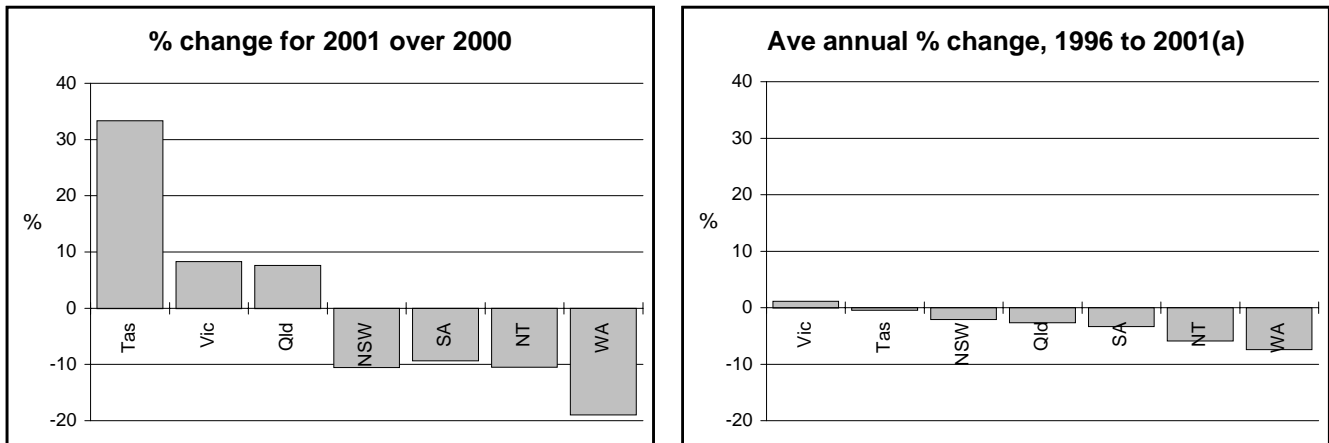 % change for 2001 over 2000
40
30
20
10
0
-10
-20
%
Tas
Vic
Qld
NSW
SA
NT
WA
Ave annual % change, 1996 to 2001(a)
40
30
20
10
0
-10
-20
%
Vic
Tas
NSW
Qld
SA
NT
WA